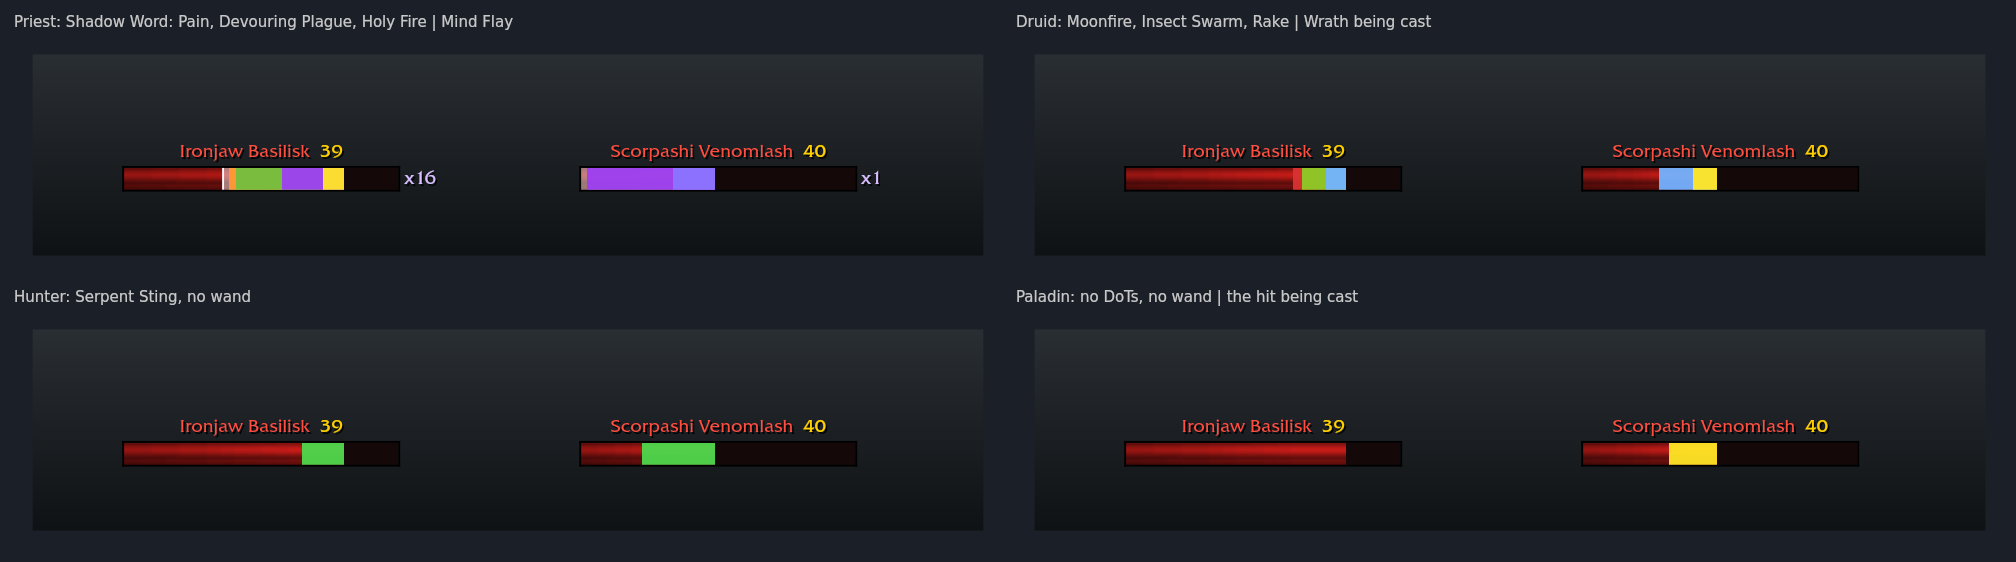 Priest: Shadow Word: Pain, Devouring Plague, Holy Fire | Mind Flay
Ironjaw Basilisk 39
x16
Scorpashi Venomlash 40
x1
Druid: Moonfire, Insect Swarm, Rake | Wrath being cast
Ironjaw Basilisk 39
Scorpashi Venomlash 40
Hunter: Serpent Sting, no wand
Ironjaw Basilisk 39
Scorpashi Venomlash 40
Paladin: no DoTs, no wand | the hit being cast
Ironjaw Basilisk 39
Scorpashi Venomlash 40